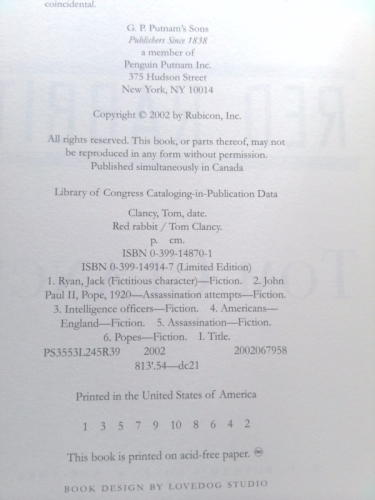 coincidental.
G. P. Putnam's Sons
Publishers Since 1838
a member of
Penguin Putnam Inc.
375 Hudson Street
New York, NY 10014
Copyright © 2002 by Rubicon, Inc.
All rights reserved. This book, or parts thereof, may not
be reproduced in any form without permission.
Published simultaneously in Canada
Library of Congress Cataloging-in-Publication Data
Clancy, Tom, date.
Red rabbit / Tom Clancy.
p. cm.
ISBN 0-399-14870-1
ISBN 0-399-14914-7 (Limited Edition)
1. Ryan, Jack (Fictitious character)—Fiction. 2. John
Paul II, Pope, 1920—Assassination attempts—Fiction.
3. Intelligence officers—Fiction. 4. Americans—
England—Fiction. 5. Assassination—Fiction.
6. Popes—Fiction. I. Title.
PS3553.L245R39 2002 2002067958
813'.54—dc21
Printed in the United States of America
1 3 5 7 9 10 8 6 4 2
This book is printed on acid-free paper. ♾
BOOK DESIGN BY LOVEDOG STUDIO